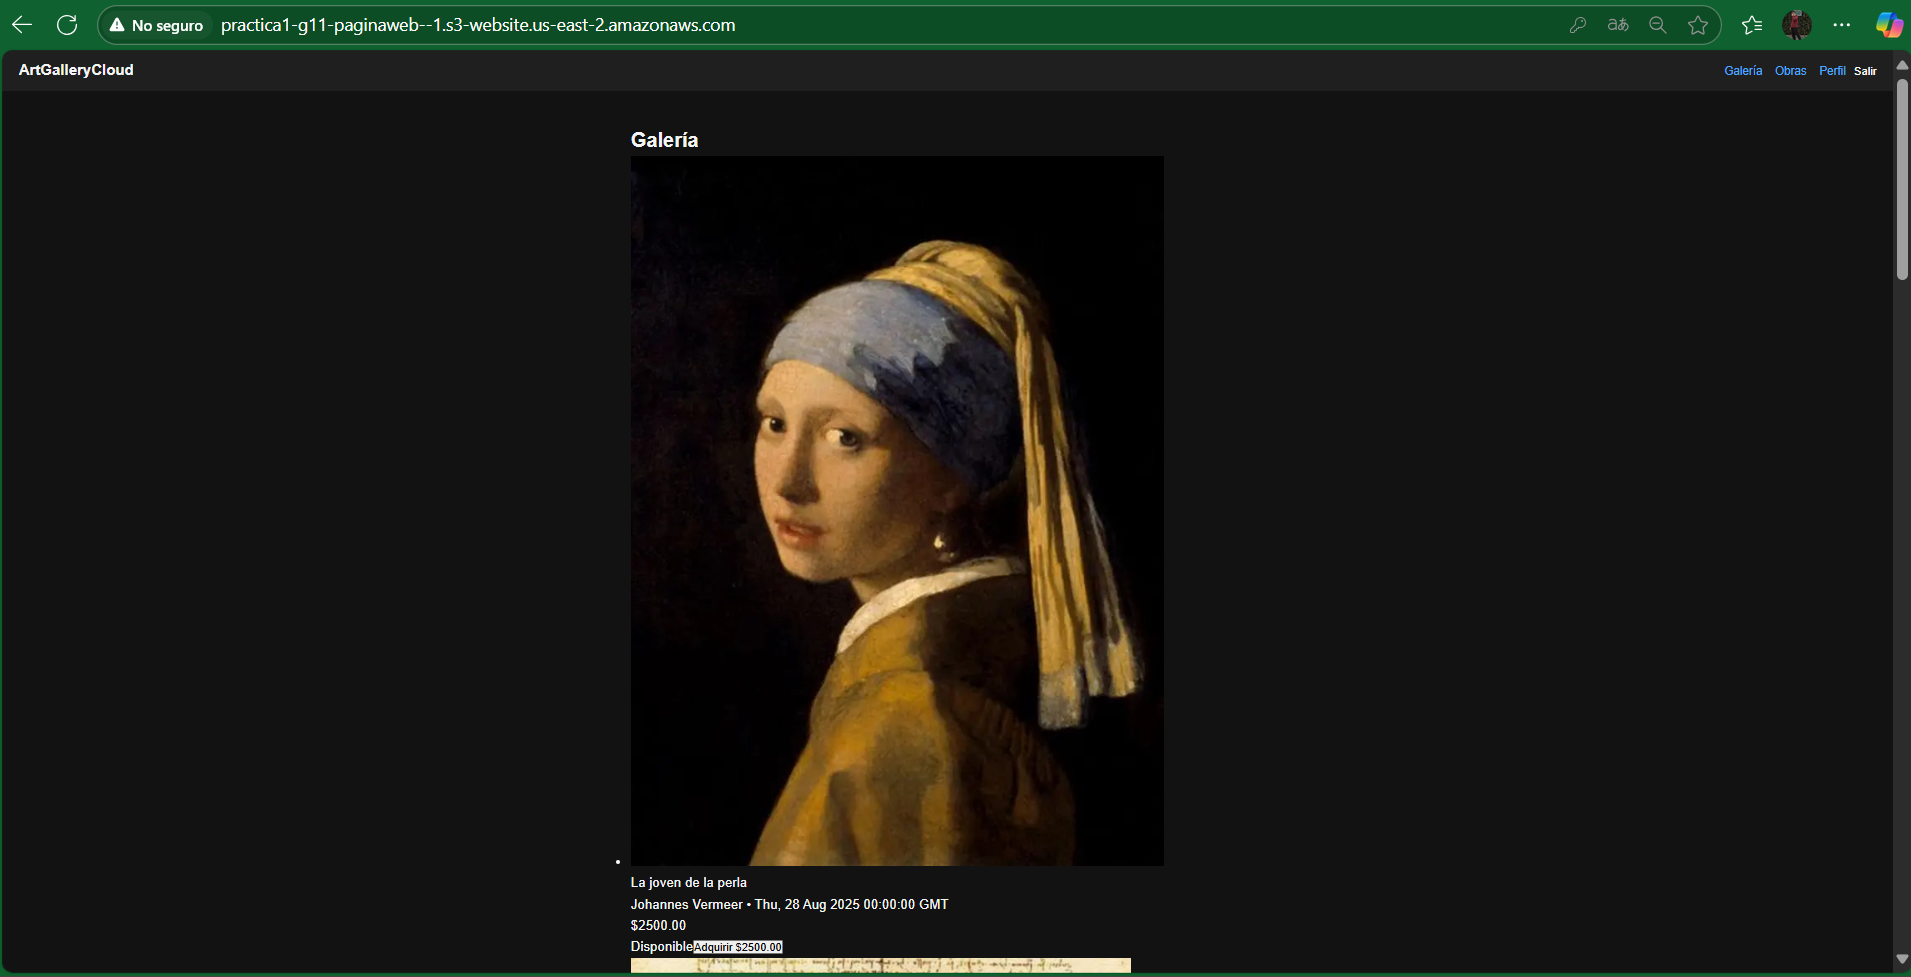 No seguro practica1-g11-paginaweb--1.s3-website.us-east-2.amazonaws.com
ArtGalleryCloud
Galería Obras Perfil Salir
Galería
La joven de la perla
Johannes Vermeer • Thu, 28 Aug 2025 00:00:00 GMT
$2500.00
Disponible Adquirir $2500.00